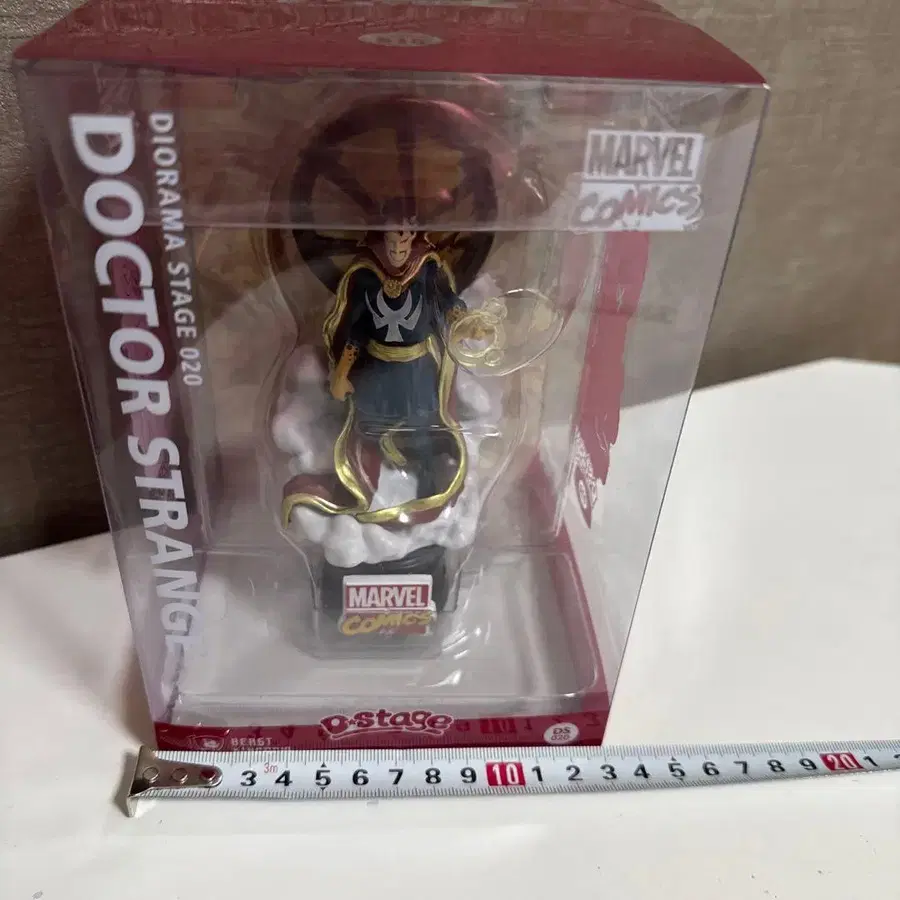 DIORAMA STAGE 020
DOCTOR STRANGE
MARVEL
COMICS
MARVEL
COMICS
D-stage
DS
020
BEAST
3m
3 4 5 6 7 8 9 10 1 2 3 4 5 6 7 8 9 20 1